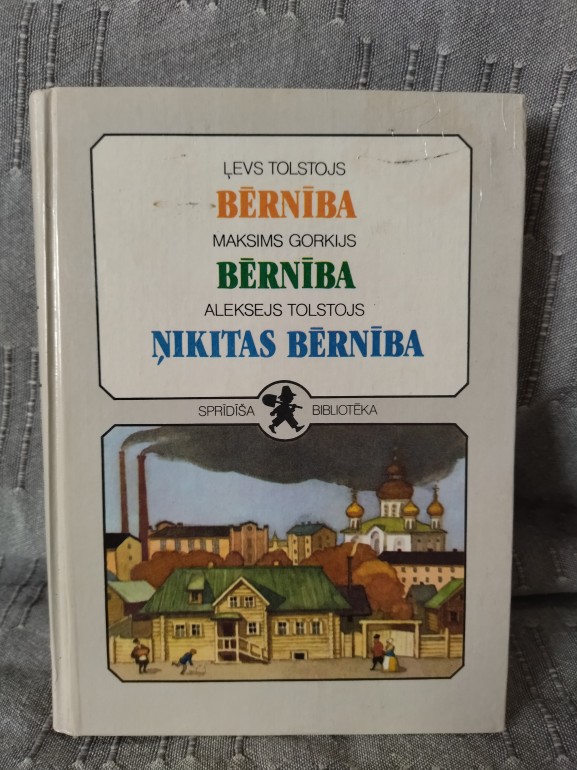 ĻEVS TOLSTOJS
BĒRNĪBA
MAKSIMS GORKIJS
BĒRNĪBA
ALEKSEJS TOLSTOJS
ŅIKITAS BĒRNĪBA
SPRĪDĪŠA BIBLIOTĒKA